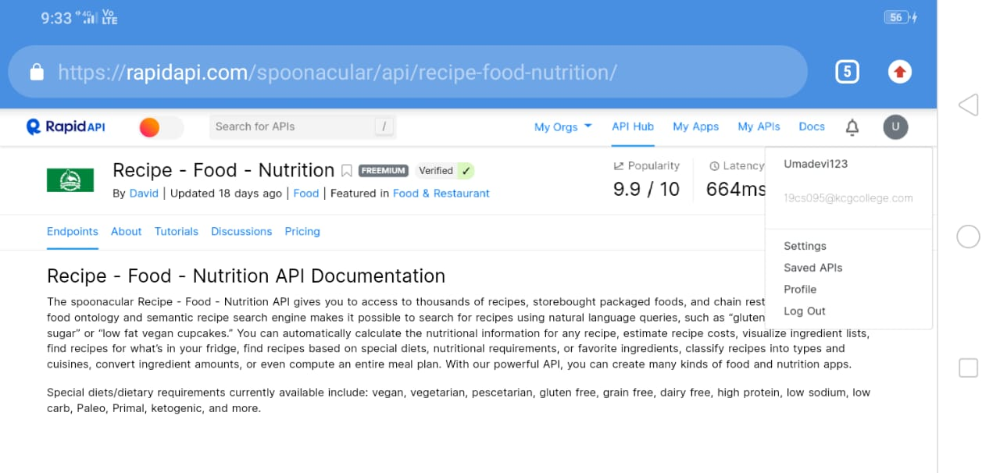 9:33 4G Vo LTE 56
https://rapidapi.com/spoonacular/api/recipe-food-nutrition/ 5
Rapid API Search for APIs / My Orgs API Hub My Apps My APIs Docs U
Recipe - Food - Nutrition FREEMIUM Verified ✓
By David | Updated 18 days ago | Food | Featured in Food & Restaurant
Popularity Latency
9.9 / 10 664ms
Umadevi123
19cs095@kcgcollege.com
Settings
Saved APIs
Profile
Log Out
Endpoints About Tutorials Discussions Pricing
Recipe - Food - Nutrition API Documentation
The spoonacular Recipe - Food - Nutrition API gives you to access to thousands of recipes, storebought packaged foods, and chain rest
food ontology and semantic recipe search engine makes it possible to search for recipes using natural language queries, such as “gluten
sugar” or “low fat vegan cupcakes.” You can automatically calculate the nutritional information for any recipe, estimate recipe costs, visualize ingredient lists,
find recipes for what’s in your fridge, find recipes based on special diets, nutritional requirements, or favorite ingredients, classify recipes into types and
cuisines, convert ingredient amounts, or even compute an entire meal plan. With our powerful API, you can create many kinds of food and nutrition apps.
Special diets/dietary requirements currently available include: vegan, vegetarian, pescetarian, gluten free, grain free, dairy free, high protein, low sodium, low
carb, Paleo, Primal, ketogenic, and more.